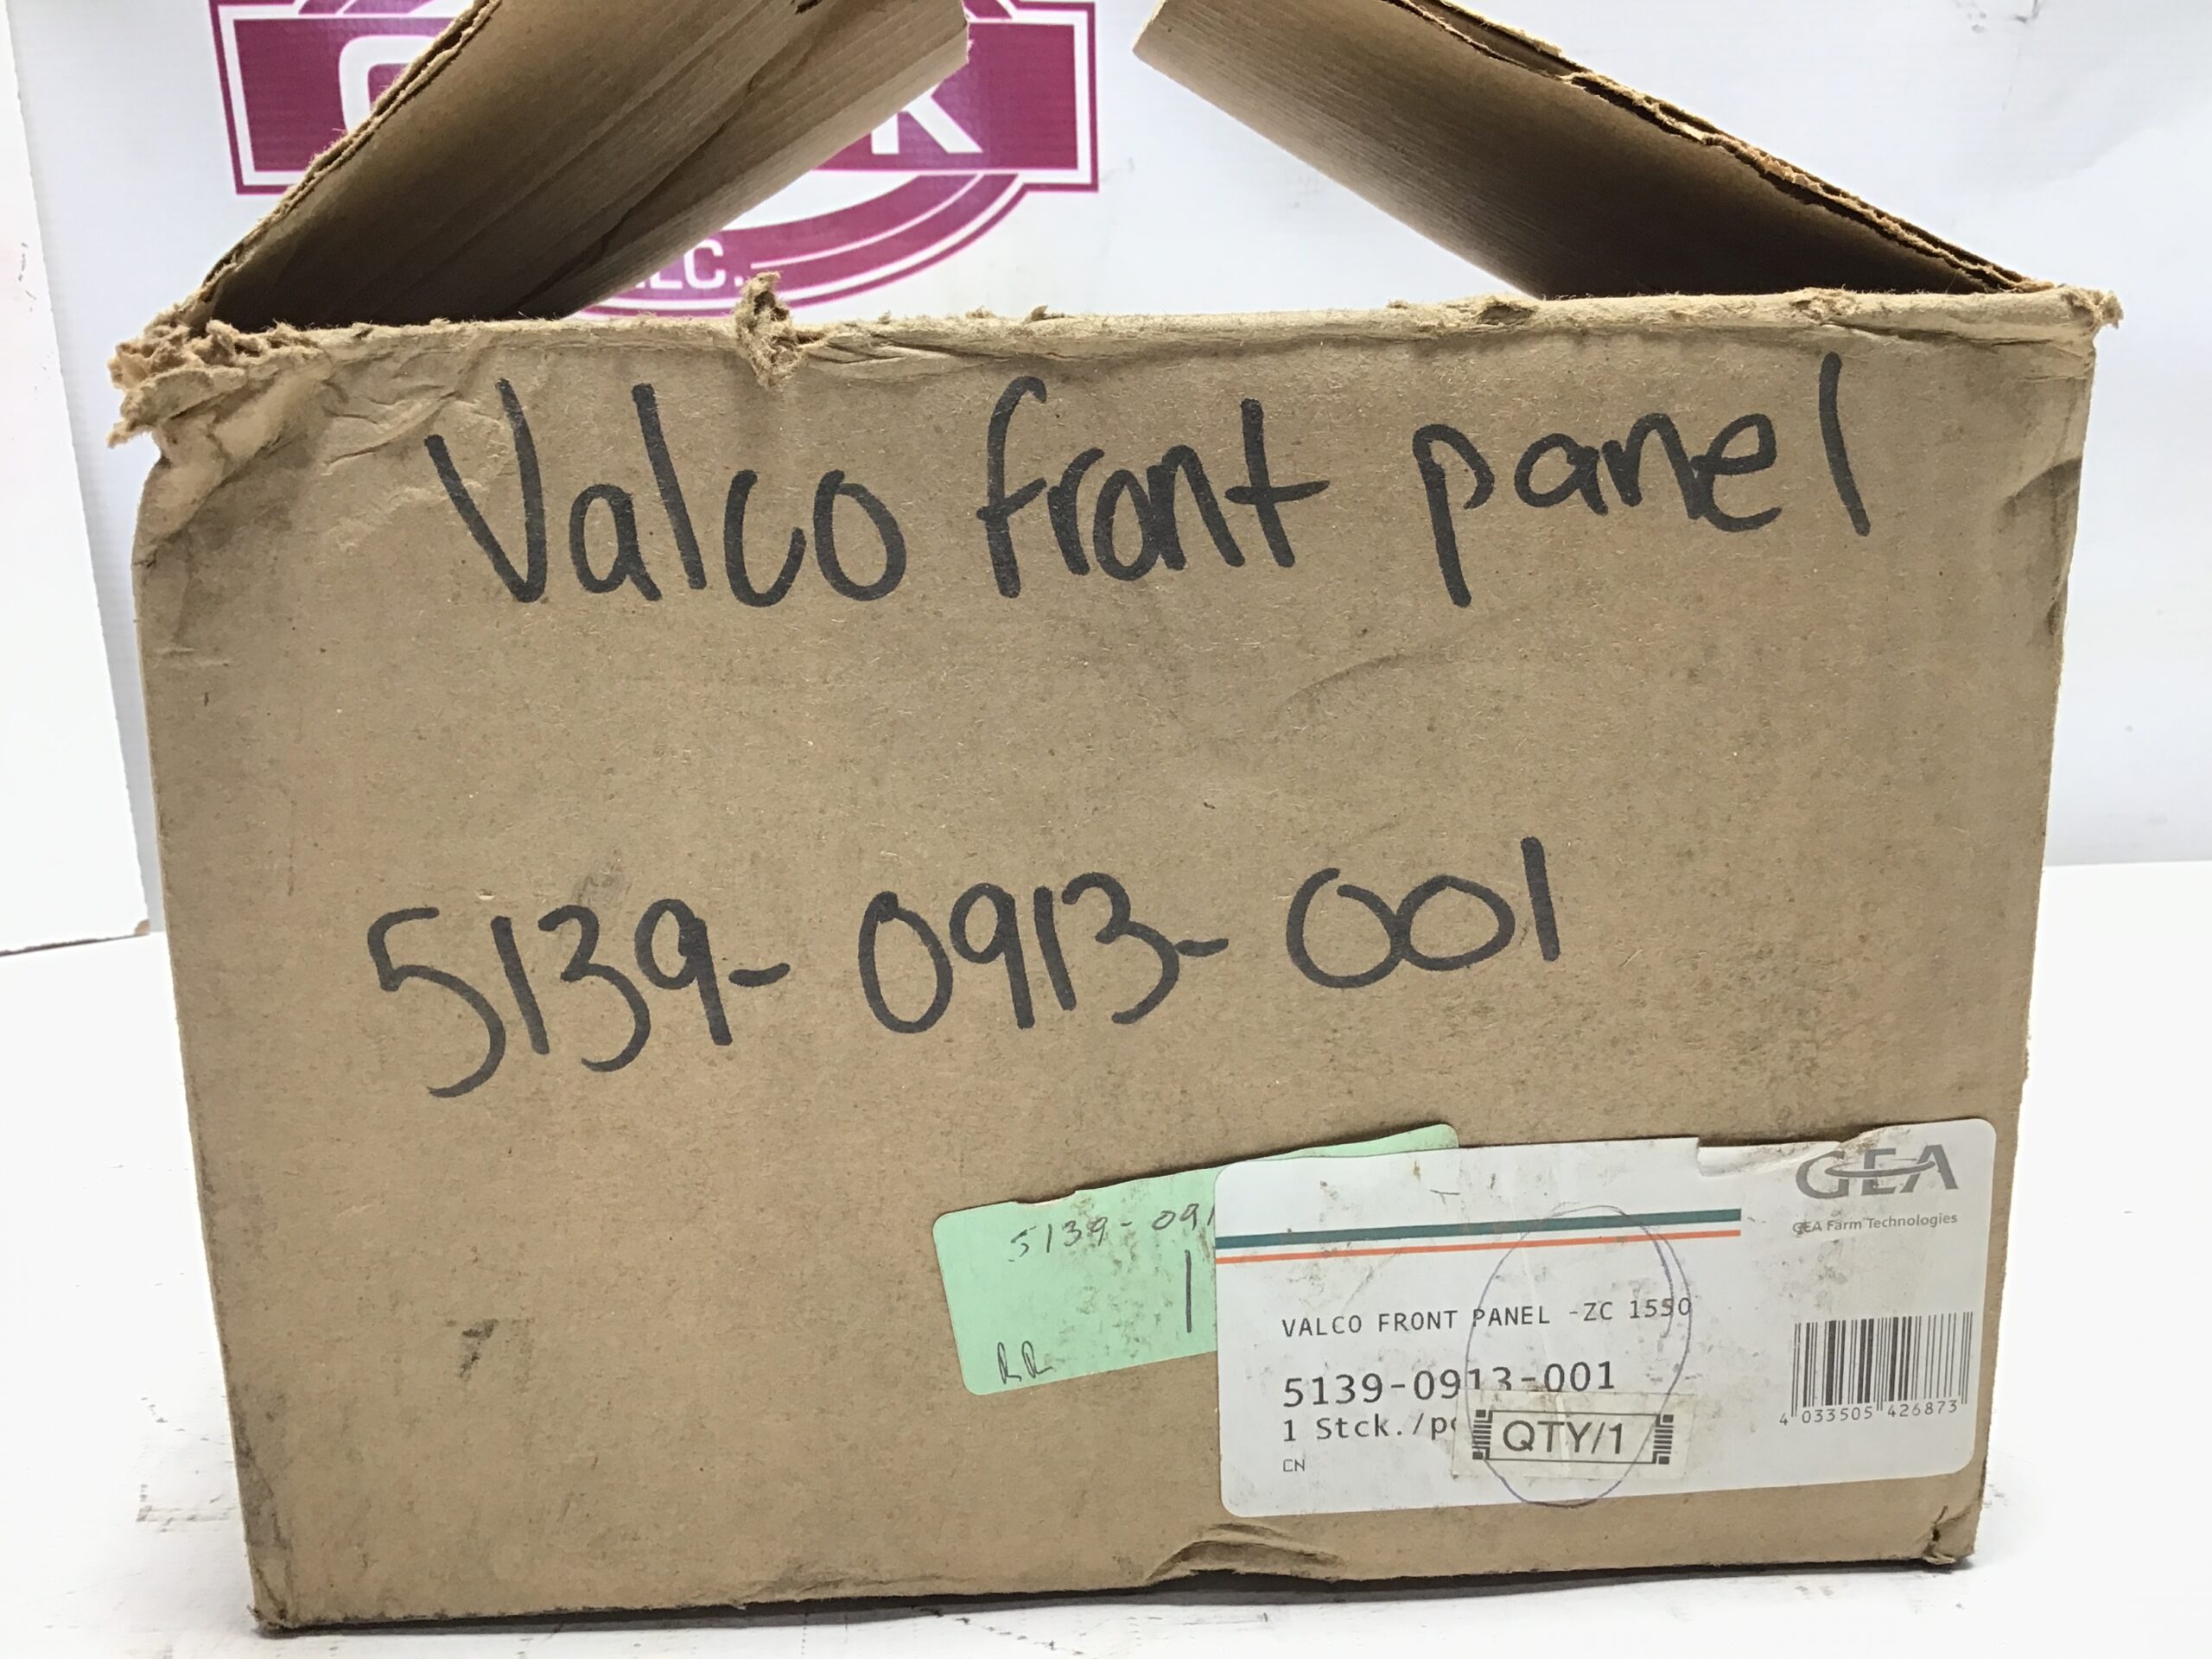 LLC.
Valco front panel
5139-0913-001
5139-091
1
RR
GEA
GEA Farm Technologies
VALCO FRONT PANEL -ZC 1550
5139-0913-001
1 Stck./pc
QTY/1
CN
4 033505 426873